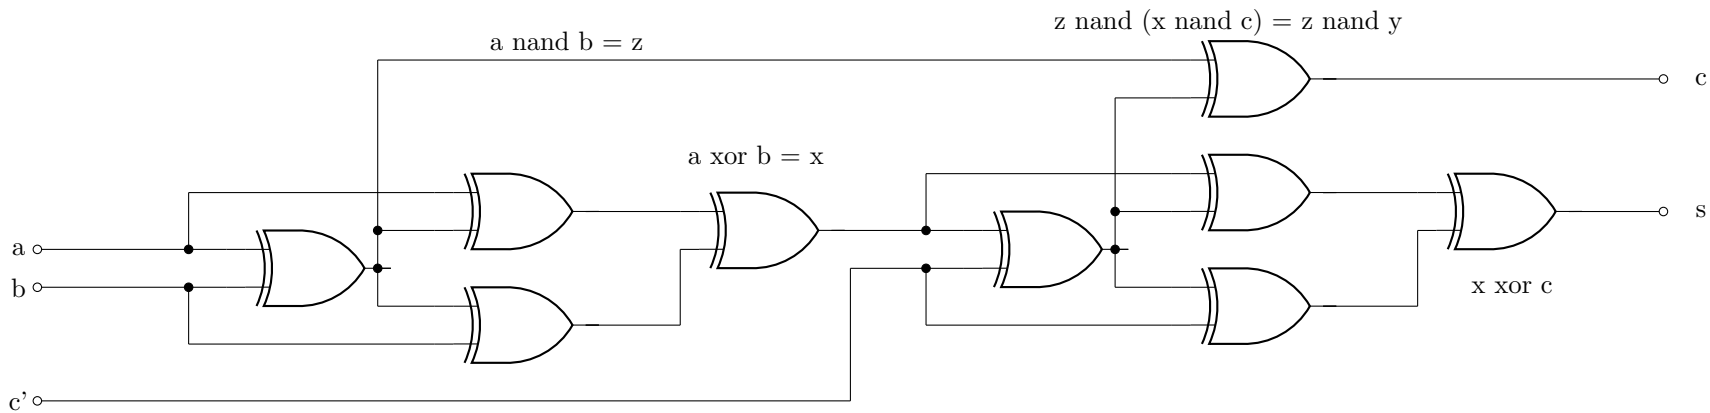 z nand (x nand c) = z nand y
a nand b = z
c
a xor b = x
s
a
b
x xor c
c'